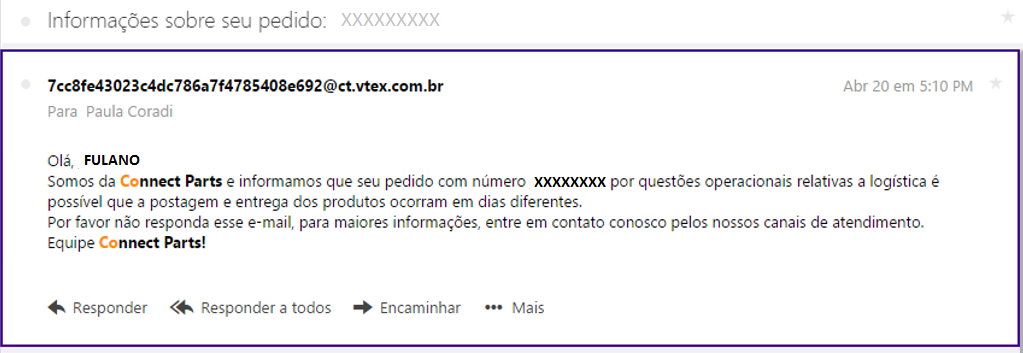 Informações sobre seu pedido: XXXXXXXXX
7cc8fe43023c4dc786a7f4785408e692@ct.vtex.com.br Abr 20 em 5:10 PM
Para Paula Coradi
Olá, FULANO
Somos da Connect Parts e informamos que seu pedido com número XXXXXXXX por questões operacionais relativas a logística é
possível que a postagem e entrega dos produtos ocorram em dias diferentes.
Por favor não responda esse e-mail, para maiores informações, entre em contato conosco pelos nossos canais de atendimento.
Equipe Connect Parts!
Responder Responder a todos Encaminhar Mais